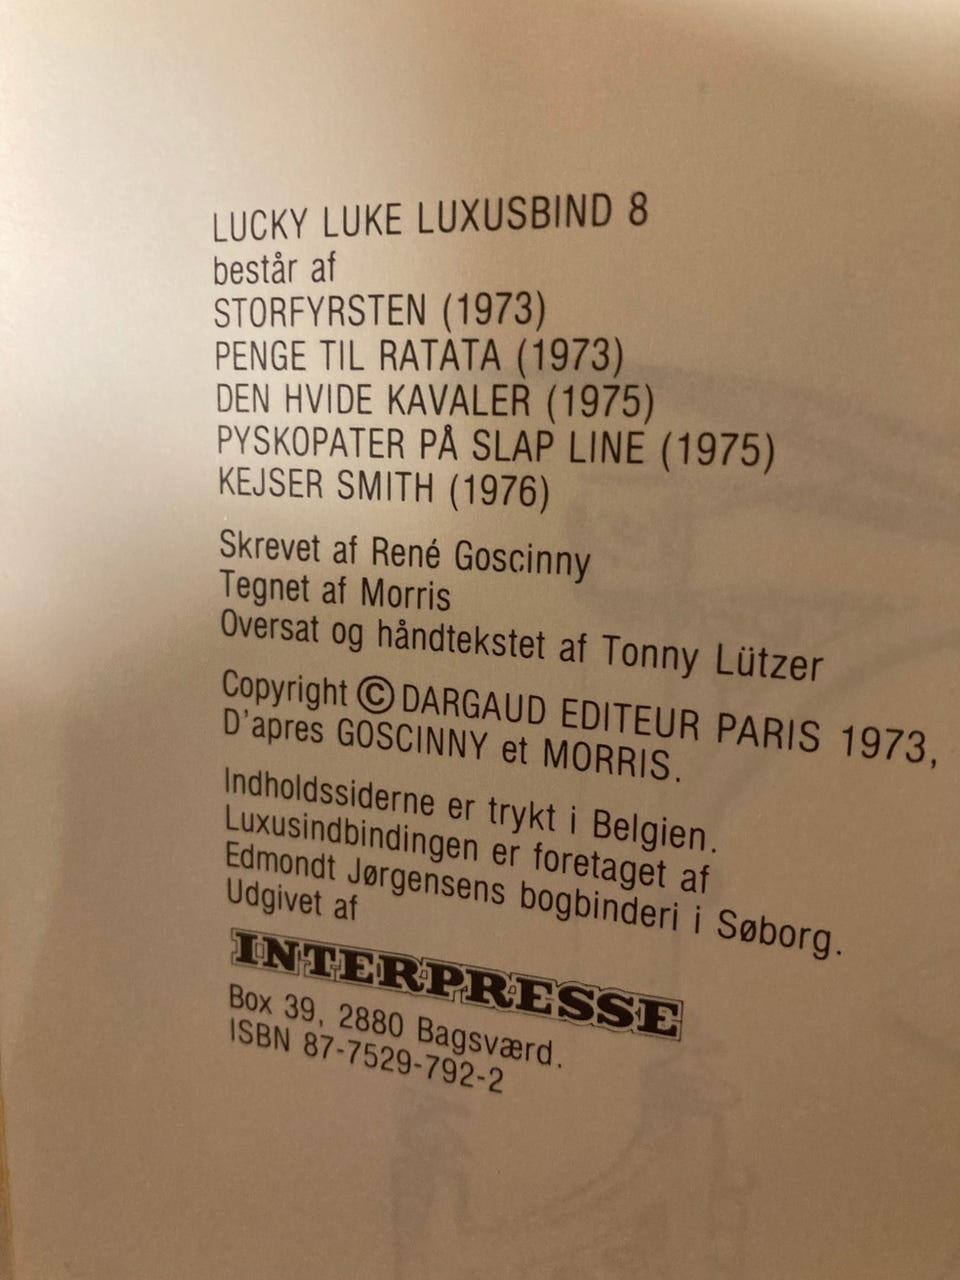 LUCKY LUKE LUXUSBIND 8
består af
STORFYRSTEN (1973)
PENGE TIL RATATA (1973)
DEN HVIDE KAVALER (1975)
PYSKOPATER PÅ SLAP LINE (1975)
KEJSER SMITH (1976)
Skrevet af René Goscinny
Tegnet af Morris
Oversat og håndtekstet af Tonny Lützer
Copyright © DARGAUD EDITEUR PARIS 1973,
D'apres GOSCINNY et MORRIS.
Indholdssiderne er trykt i Belgien.
Luxusindbindingen er foretaget af
Edmondt Jørgensens bogbinderi i Søborg.
Udgivet af
INTERPRESSE
Box 39, 2880 Bagsværd.
ISBN 87-7529-792-2